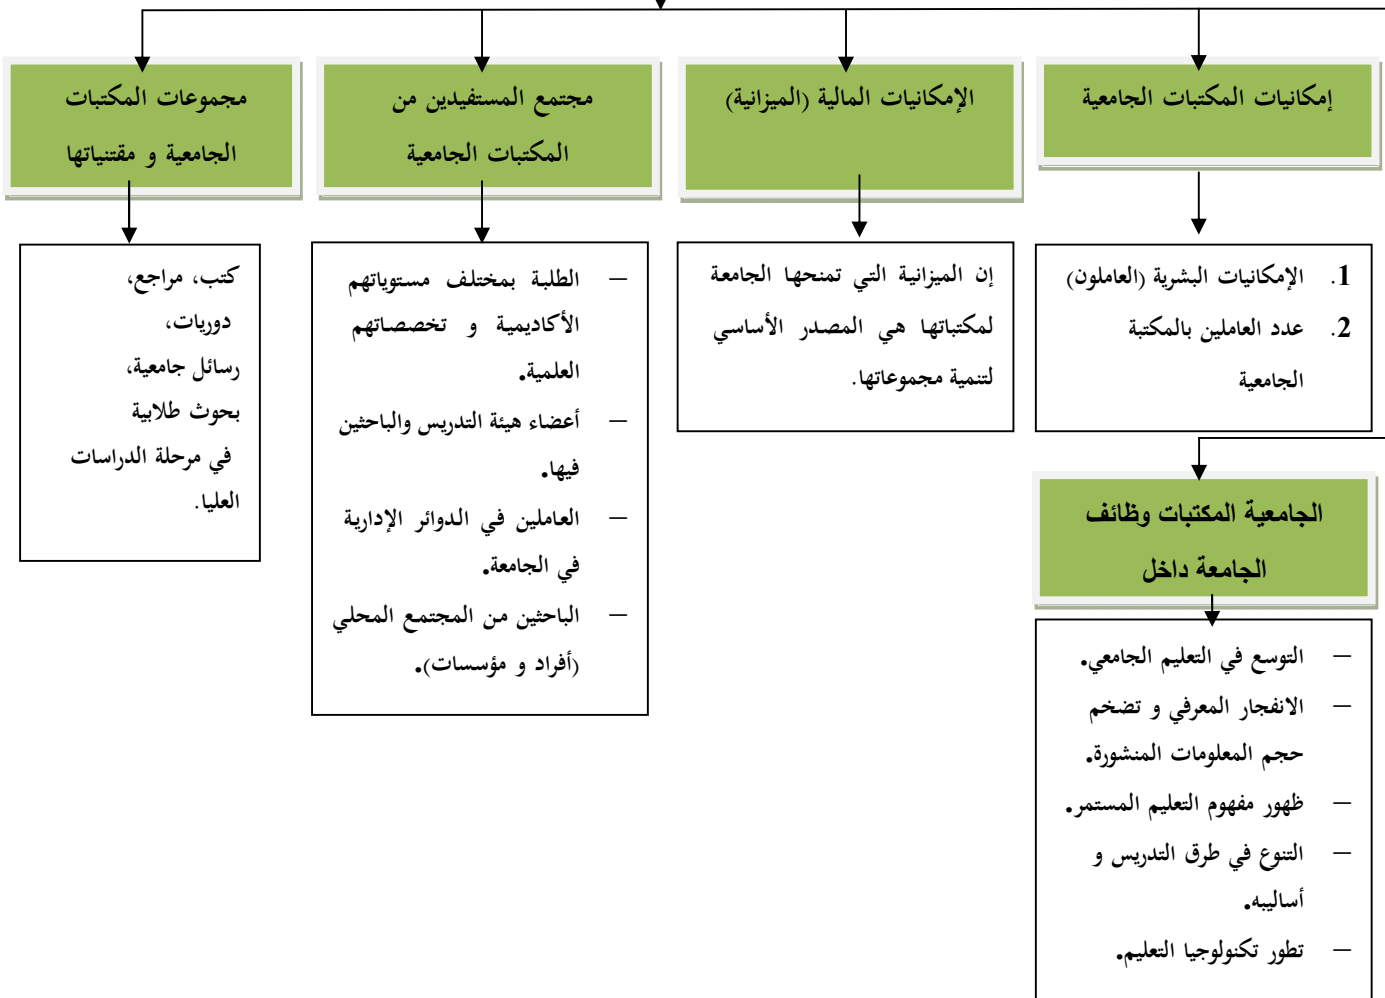 إمكانيات المكتبات الجامعية
1. الإمكانيات البشرية (العاملون)
2. عدد العاملين بالمكتبة
الجامعية
الإمكانيات المالية (الميزانية)
إن الميزانية التي تمنحها الجامعة
لمكتباتها هي المصدر الأساسي
لتنمية مجموعاتها.
مجتمع المستفيدين من
المكتبات الجامعية
– الطلبة بمختلف مستوياتهم
الأكاديمية و تخصصاتهم
العلمية.
– أعضاء هيئة التدريس والباحثين
فيها.
– العاملين في الدوائر الإدارية
في الجامعة.
– الباحثين من المجتمع المحلي
(أفراد و مؤسسات).
مجموعات المكتبات
الجامعية و مقتنياتها
كتب، مراجع،
دوريات،
رسائل جامعية،
بحوث طلابية
في مرحلة الدراسات
العليا.
الجامعية المكتبات وظائف
الجامعة داخل
– التوسع في التعليم الجامعي.
– الانفجار المعرفي و تضخم
حجم المعلومات المنشورة.
– ظهور مفهوم التعليم المستمر.
– التنوع في طرق التدريس و
أساليبه.
– تطور تكنولوجيا التعليم.